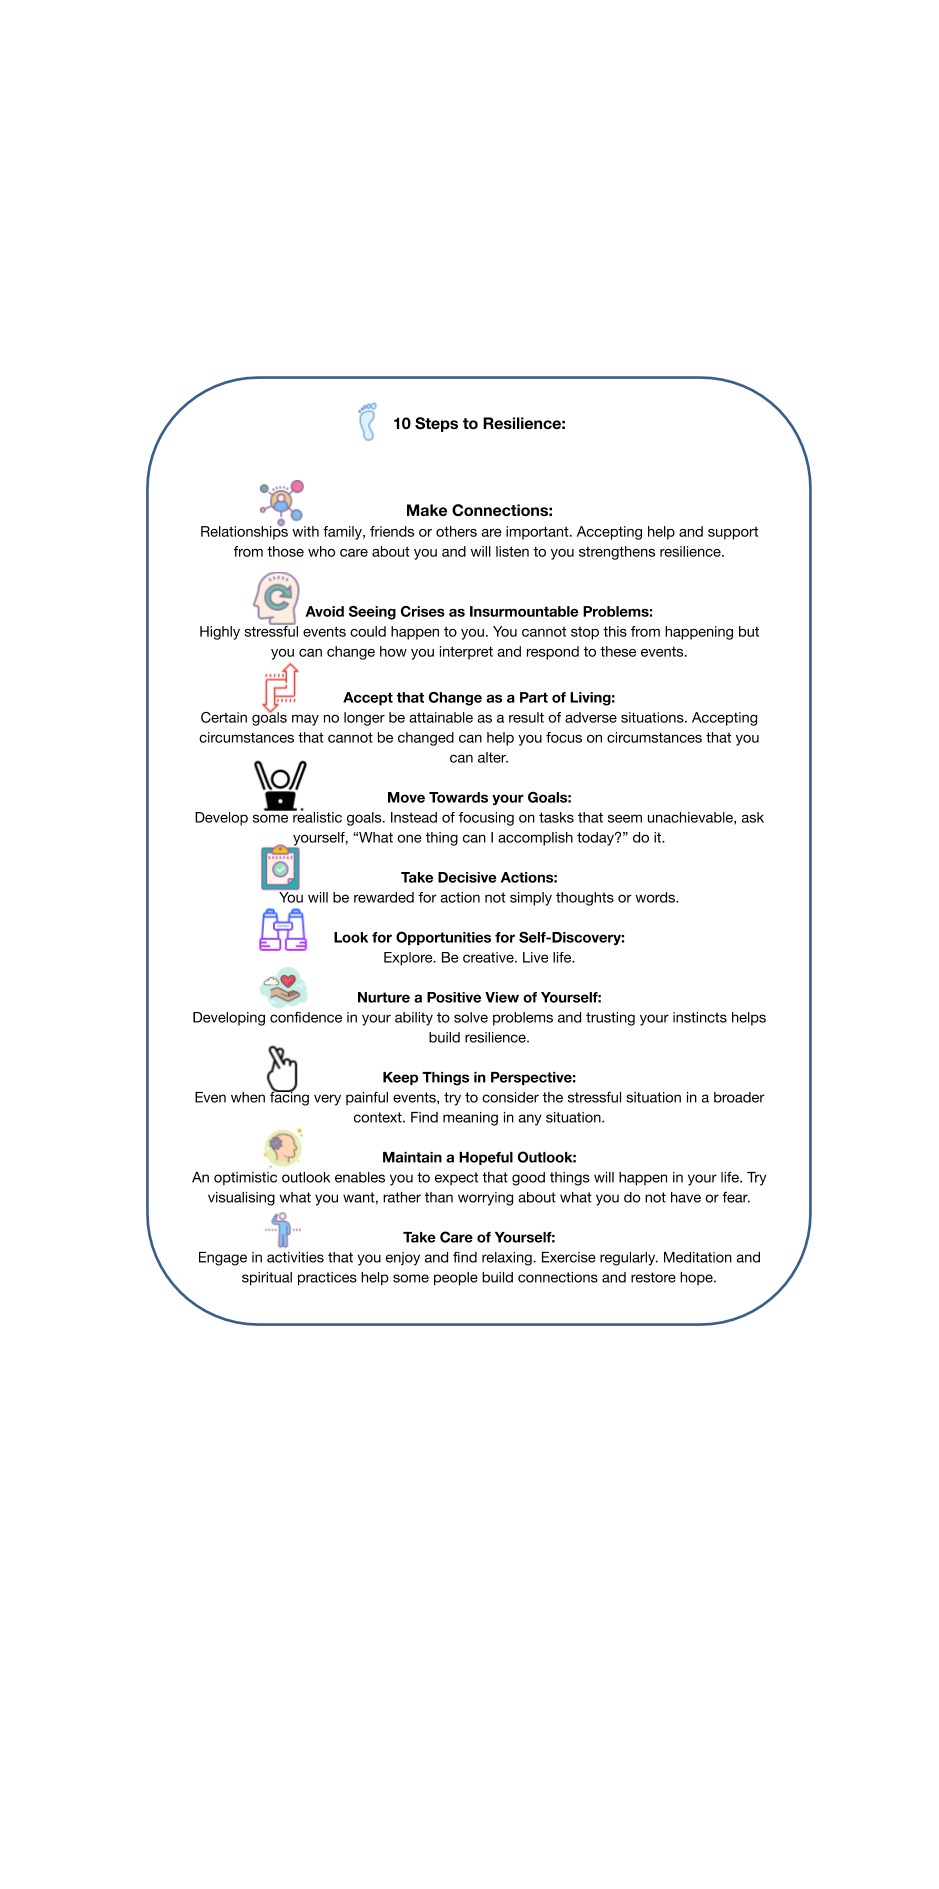 10 Steps to Resilience:
Make Connections:
Relationships with family, friends or others are important. Accepting help and support
from those who care about you and will listen to you strengthens resilience.
Avoid Seeing Crises as Insurmountable Problems:
Highly stressful events could happen to you. You cannot stop this from happening but
you can change how you interpret and respond to these events.
Accept that Change as a Part of Living:
Certain goals may no longer be attainable as a result of adverse situations. Accepting
circumstances that cannot be changed can help you focus on circumstances that you
can alter.
Move Towards your Goals:
Develop some realistic goals. Instead of focusing on tasks that seem unachievable, ask
yourself, “What one thing can I accomplish today?” do it.
Take Decisive Actions:
You will be rewarded for action not simply thoughts or words.
Look for Opportunities for Self-Discovery:
Explore. Be creative. Live life.
Nurture a Positive View of Yourself:
Developing confidence in your ability to solve problems and trusting your instincts helps
build resilience.
Keep Things in Perspective:
Even when facing very painful events, try to consider the stressful situation in a broader
context. Find meaning in any situation.
Maintain a Hopeful Outlook:
An optimistic outlook enables you to expect that good things will happen in your life. Try
visualising what you want, rather than worrying about what you do not have or fear.
Take Care of Yourself:
Engage in activities that you enjoy and find relaxing. Exercise regularly. Meditation and
spiritual practices help some people build connections and restore hope.